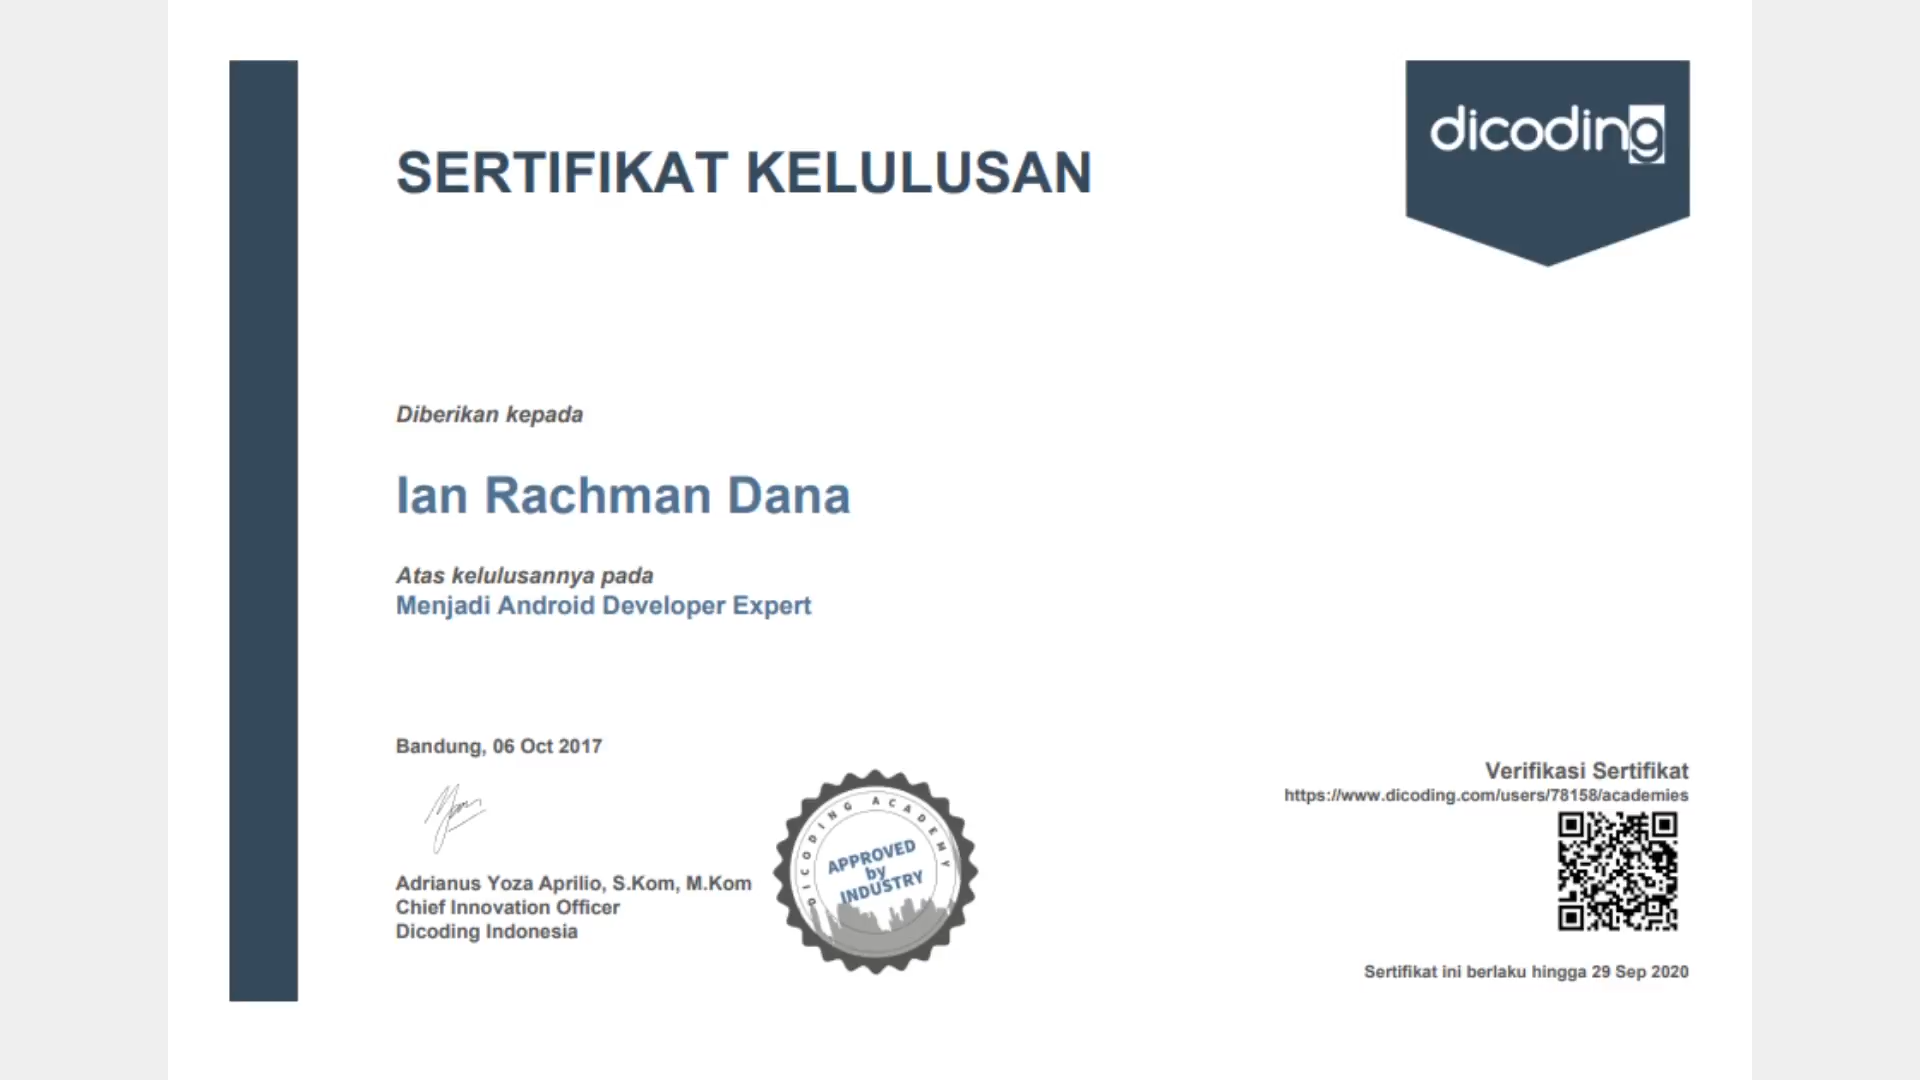 dicoding
SERTIFIKAT KELULUSAN
Diberikan kepada
Ian Rachman Dana
Atas kelulusannya pada
Menjadi Android Developer Expert
Bandung, 06 Oct 2017
Adrianus Yoza Aprilio, S.Kom, M.Kom
Chief Innovation Officer
Dicoding Indonesia
DICODING ACADEMY
APPROVED
by
INDUSTRY
Verifikasi Sertifikat
https://www.dicoding.com/users/78158/academies
Sertifikat ini berlaku hingga 29 Sep 2020